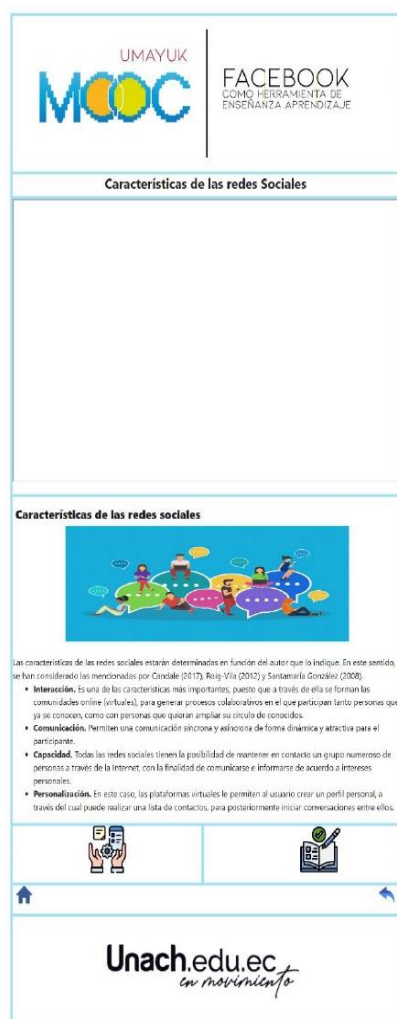 UMAYUK
MOOC
FACEBOOK
COMO HERRAMIENTA DE
ENSEÑANZA APRENDIZAJE
Características de las redes Sociales
Características de las redes sociales
Las características de las redes sociales estarán determinadas en función del autor que lo indique. En este sentido,
se han considerado las mencionadas por Candale (2017), Roig-Vila (2012) y Santamaría González (2008).
• Interacción. Es una de las características más importantes, puesto que a través de ella se forman las
comunidades online (virtuales), para generar procesos colaborativos en el que participan tanto personas que
ya se conocen, como con personas que quieran ampliar su círculo de conocidos.
• Comunicación. Permiten una comunicación síncrona y asíncrona de forma dinámica y atractiva para el
participante.
• Capacidad. Todas las redes sociales tienen la posibilidad de mantener en contacto un grupo numeroso de
personas a través de la Internet, con la finalidad de comunicarse e informarse de acuerdo a intereses
personales.
• Personalización. En este caso, las plataformas virtuales le permiten al usuario crear un perfil personal, a
través del cual puede realizar una lista de contactos, para posteriormente iniciar conversaciones entre ellos.
Unach.edu.ec
en movimiento